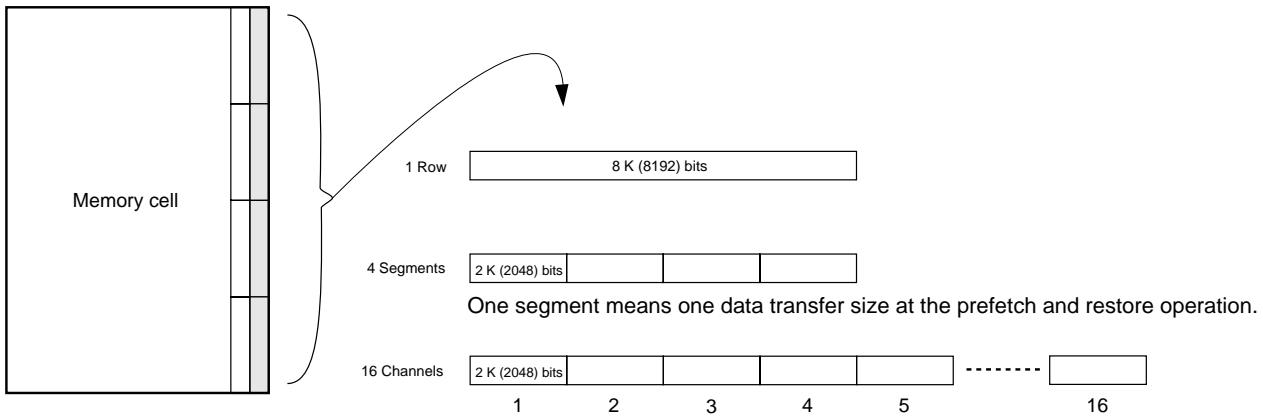 1 Row
8 K (8192) bits
Memory cell
4 Segments
2 K (2048) bits
One segment means one data transfer size at the prefetch and restore operation.
16 Channels
2 K (2048) bits
1 2 3 4 5 16